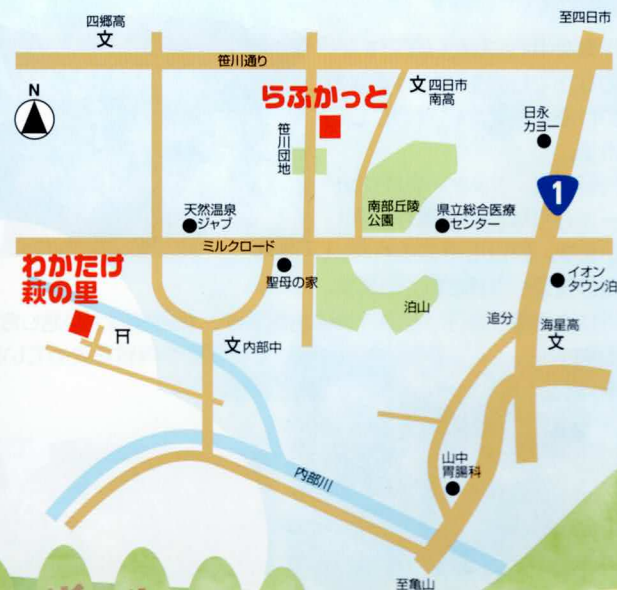 四郷高
文
至四日市
笹川通り
N
らふかっと
文
四日市
南高
日永
カヨー
笹川団地
1
天然温泉
ジャブ
南部丘陵
公園
県立総合医療
センター
ミルクロード
わかたけ
萩の里
聖母の家
イオン
タウン泊
泊山
追分
海星高
文
文内部中
山中
胃腸科
内部川
至亀山